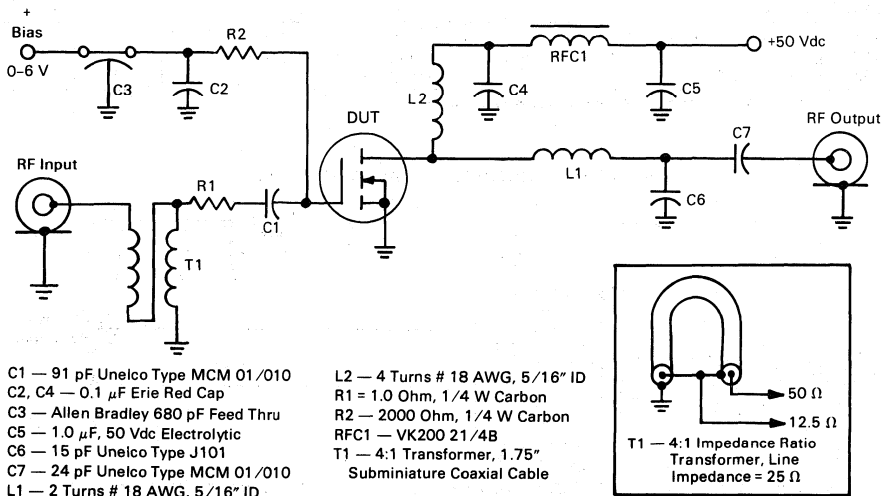 +
Bias
0–6 V
C3
C2
R2
RF Input
R1
C1
T1
DUT
L2
C4
RFC1
C5
+50 Vdc
L1
C6
C7
RF Output
C1 — 91 pF Unelco Type MCM 01/010
C2, C4 — 0.1 μF Erie Red Cap
C3 — Allen Bradley 680 pF Feed Thru
C5 — 1.0 μF, 50 Vdc Electrolytic
C6 — 15 pF Unelco Type J101
C7 — 24 pF Unelco Type MCM 01/010
L1 — 2 Turns # 18 AWG, 5/16" ID
L2 — 4 Turns # 18 AWG, 5/16" ID
R1 = 1.0 Ohm, 1/4 W Carbon
R2 — 2000 Ohm, 1/4 W Carbon
RFC1 — VK200 21/4B
T1 — 4:1 Transformer, 1.75"
Subminiature Coaxial Cable
50 Ω
12.5 Ω
T1 — 4:1 Impedance Ratio
Transformer, Line
Impedance = 25 Ω